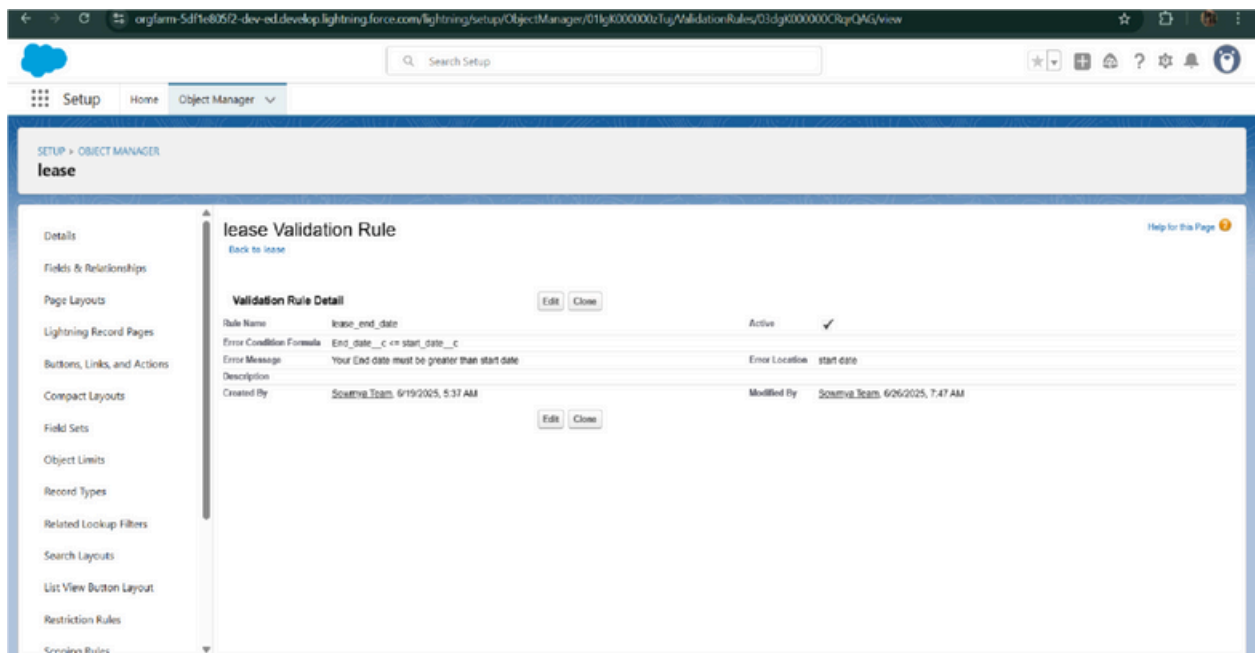 orgfarm-5df1e805f2-dev-ed.develop.lightning.force.com/lightning/setup/ObjectManager/01IgK000000zTuj/ValidationRules/03dgK000000CRqrQAG/view
Search Setup
Setup Home Object Manager
SETUP > OBJECT MANAGER
lease
Details
Fields & Relationships
Page Layouts
Lightning Record Pages
Buttons, Links, and Actions
Compact Layouts
Field Sets
Object Limits
Record Types
Related Lookup Filters
Search Layouts
List View Button Layout
Restriction Rules
Scoping Rules
lease Validation Rule
Help for this Page
Back to lease
Validation Rule Detail Edit Clone
Rule Name lease_end_date Active
Error Condition Formula End_date__c <= start_date__c
Error Message Your End date must be greater than start date Error Location start date
Description
Created By Sowmya Team, 6/19/2025, 5:37 AM Modified By Sowmya Team, 6/26/2025, 7:47 AM
Edit Clone